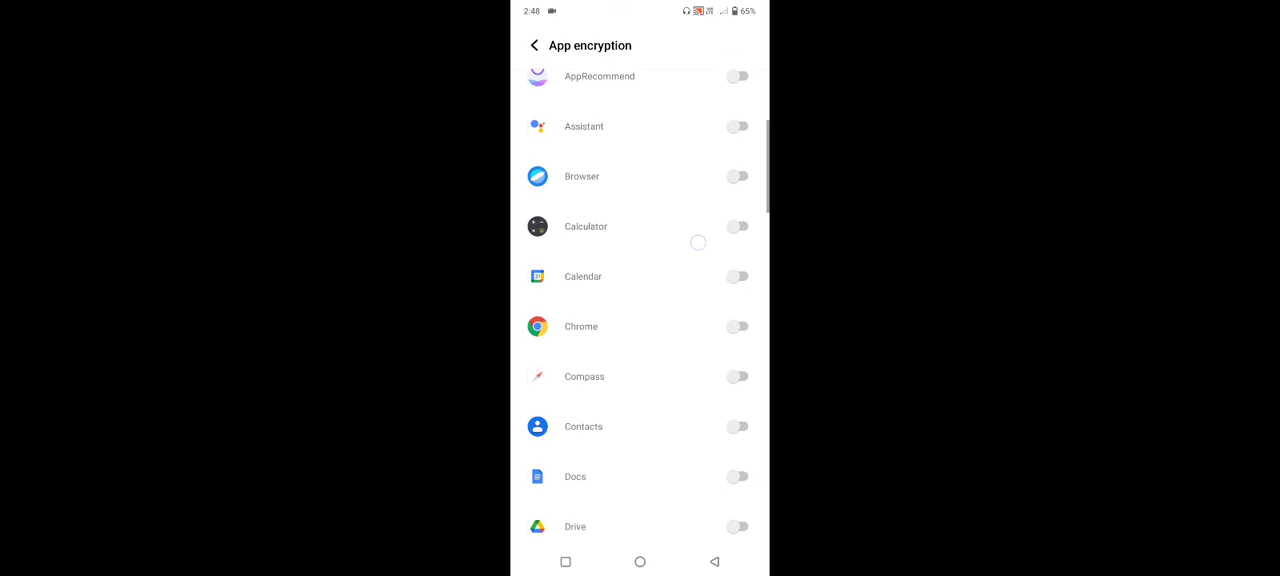 2:48 65%
App encryption
AppRecommend
Assistant
Browser
Calculator
Calendar
Chrome
Compass
Contacts
Docs
Drive